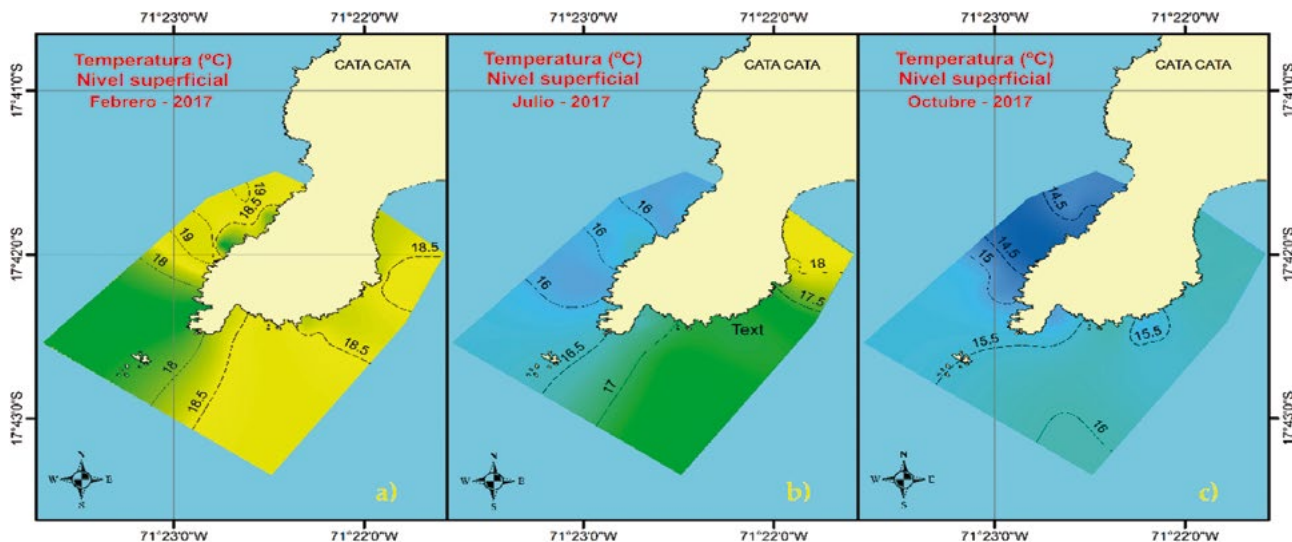 71°23'0"W 71°22'0"W 71°23'0"W 71°22'0"W 71°23'0"W 71°22'0"W
17°41'0"S
17°42'0"S
17°43'0"S
Temperatura (ºC)
Nivel superficial
Febrero - 2017
CATA CATA
19
18.5
19
18
18.5
18.5
18
18.5
N
W E
S
a)
Temperatura (ºC)
Nivel superficial
Julio - 2017
CATA CATA
16
16
16
18
17.5
Text
16.5
17
N
W E
S
b)
Temperatura (ºC)
Nivel superficial
Octubre - 2017
CATA CATA
14.5
14.5
15
15.5
15.5
16
N
W E
S
c)
17°41'0"S
17°42'0"S
17°43'0"S
71°23'0"W 71°22'0"W 71°23'0"W 71°22'0"W 71°23'0"W 71°22'0"W